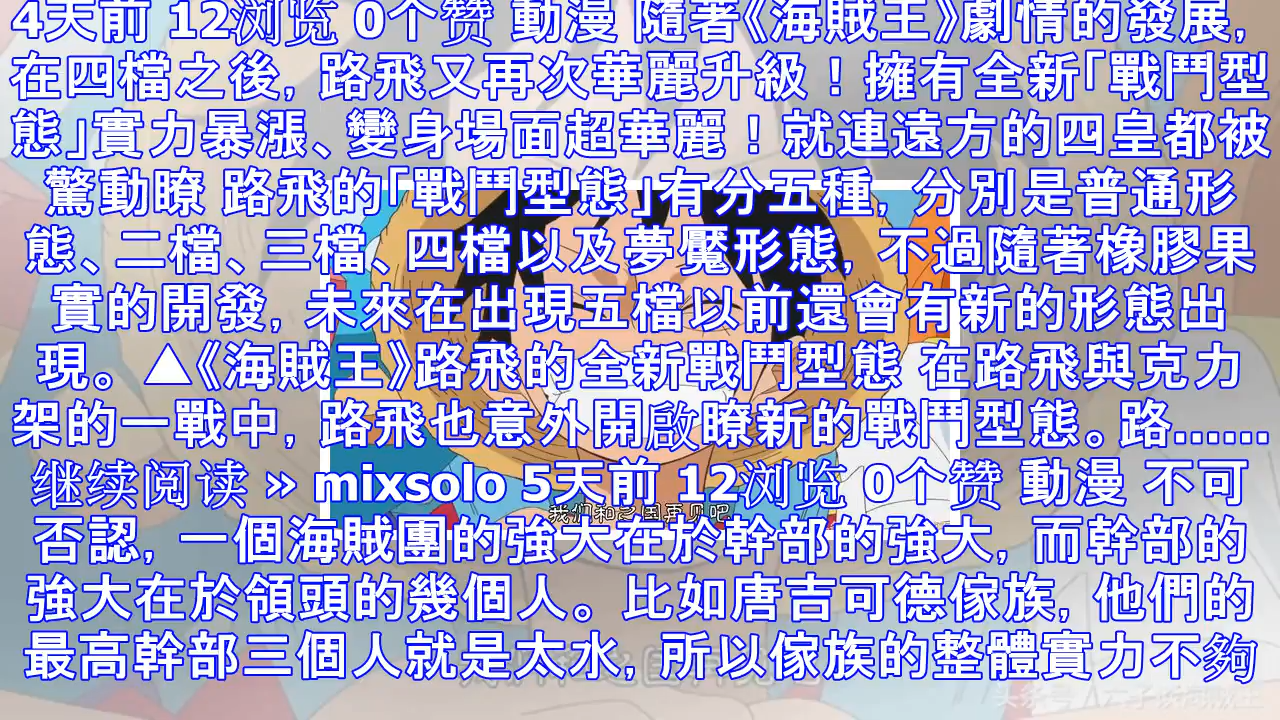 4天前 12浏览 0个赞 動漫 隨著《海賊王》劇情的發展,
在四檔之後, 路飛又再次華麗升級！擁有全新「戰鬥型
態」實力暴漲、變身場面超華麗！就連遠方的四皇都被
驚動瞭 路飛的「戰鬥型態」有分五種, 分別是普通形
態、二檔、三檔、四檔以及夢魘形態, 不過隨著橡膠果
實的開發, 未來在出現五檔以前還會有新的形態出
現。 ▲《海賊王》路飛的全新戰鬥型態 在路飛與克力
架的一戰中, 路飛也意外開啟瞭新的戰鬥型態。路......
继续阅读 » mixsolo 5天前 12浏览 0个赞 動漫 不可
我们和之国再见吧
否認, 一個海賊團的強大在於幹部的強大, 而幹部的
強大在於領頭的幾個人。比如唐吉可德傢族, 他們的
最高幹部三個人就是太水, 所以傢族的整體實力不夠